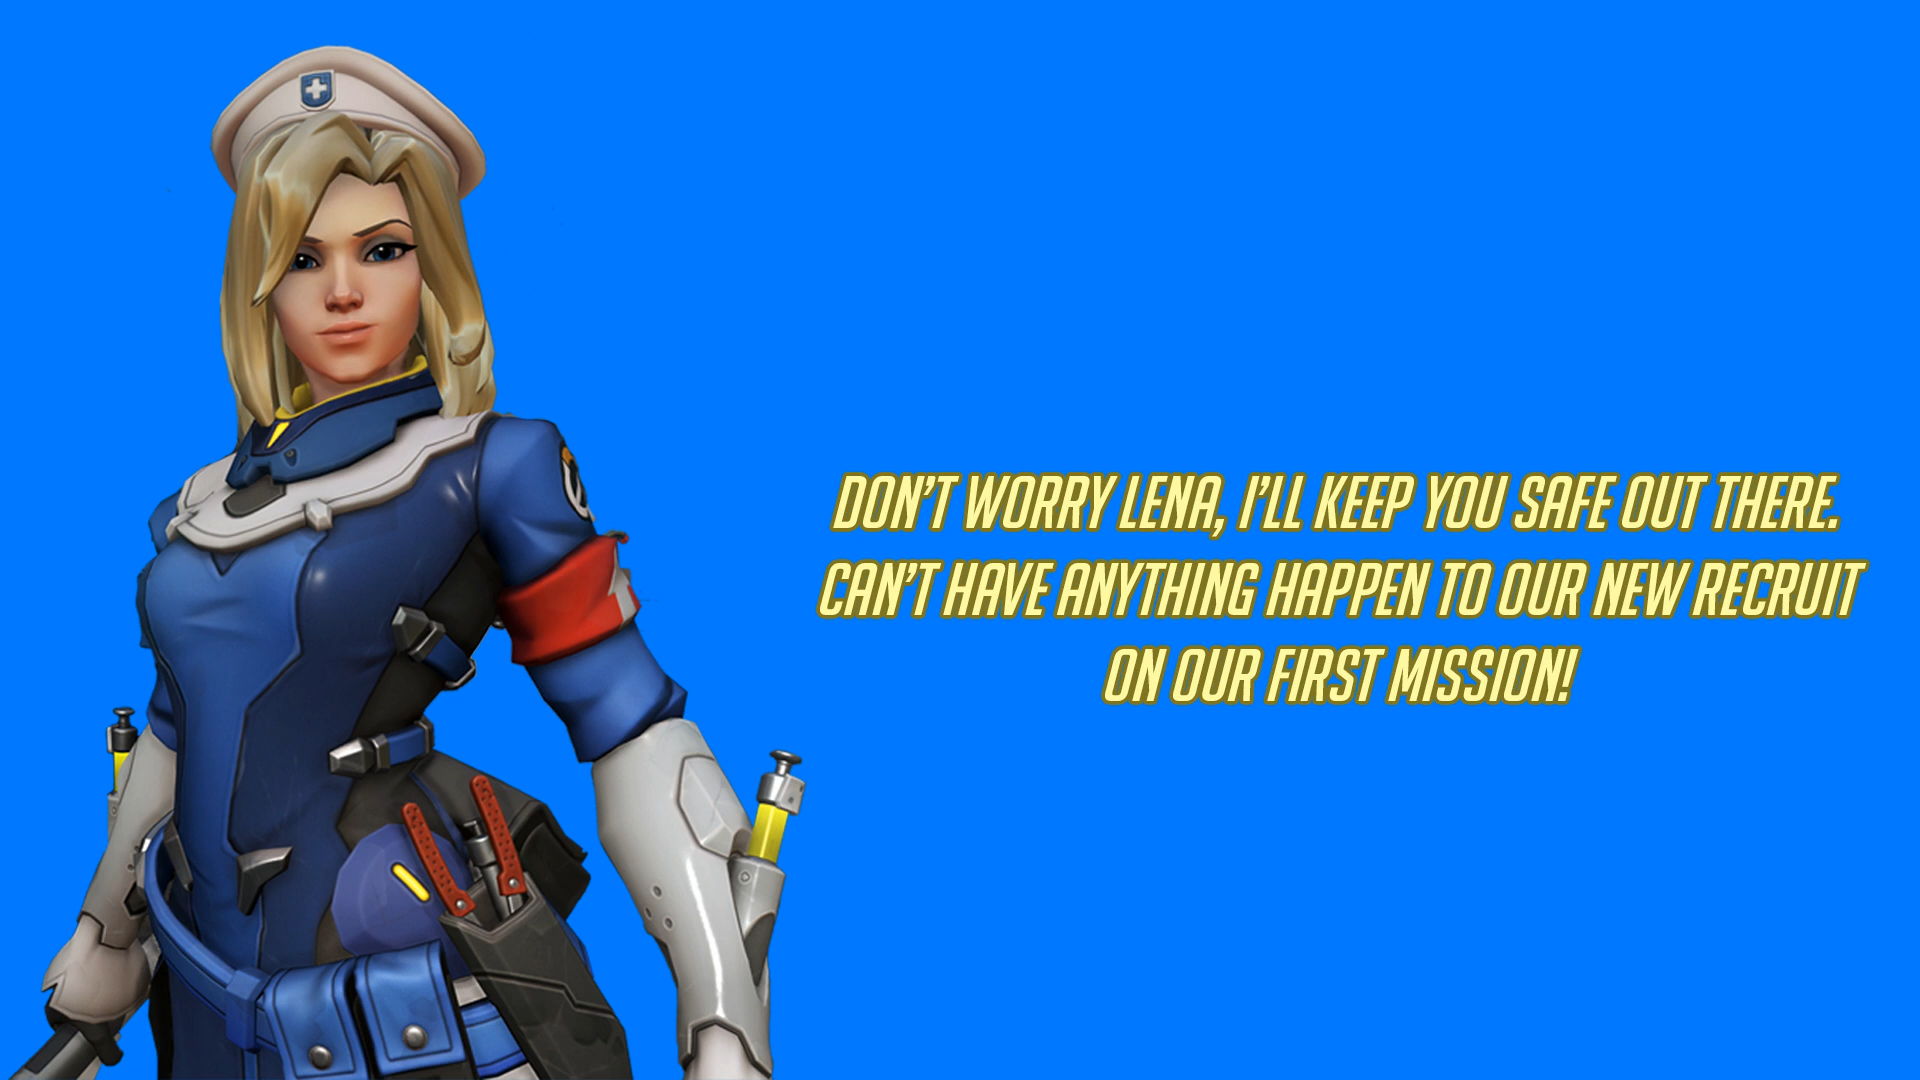 DON'T WORRY LENA, I'LL KEEP YOU SAFE OUT THERE.
CAN'T HAVE ANYTHING HAPPEN TO OUR NEW RECRUIT
ON OUR FIRST MISSION!